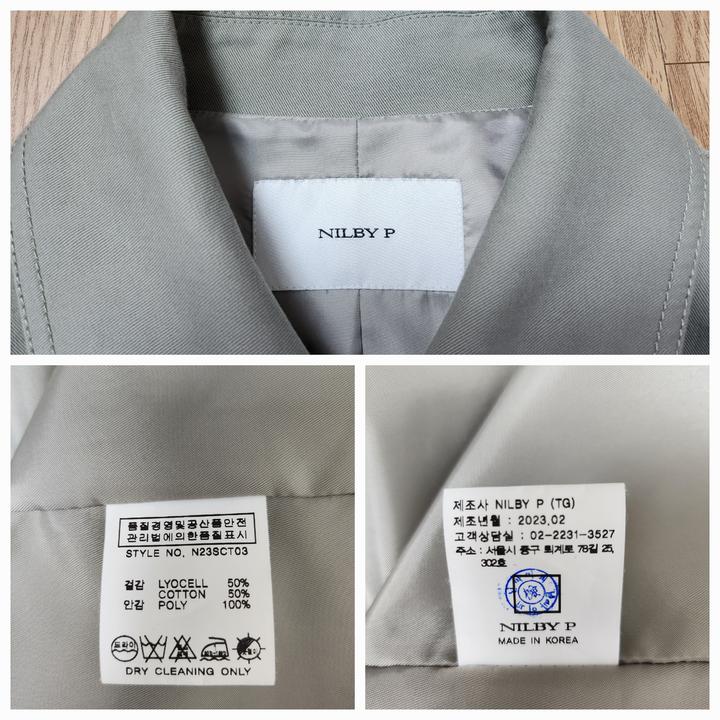 NILBY P
품질경영및공산품안전
관리법에의한품질표시
STYLE NO. N23SCT03
겉감 LYOCELL 50%
COTTON 50%
안감 POLY 100%
드라이
DRY CLEANING ONLY
제조사 NILBY P (TG)
제조년월 : 2023.02
고객상담실 : 02-2231-3527
주소 : 서울시 중구 퇴계로 78길 25,
302호
NILBY P
MADE IN KOREA